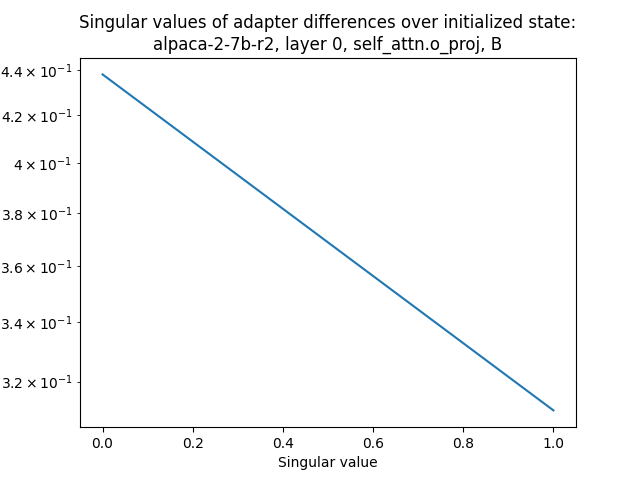 Singular values of adapter differences over initialized state:
alpaca-2-7b-r2, layer 0, self_attn.o_proj, B
4.4 × 10⁻¹
4.2 × 10⁻¹
4 × 10⁻¹
3.8 × 10⁻¹
3.6 × 10⁻¹
3.4 × 10⁻¹
3.2 × 10⁻¹
0.0 0.2 0.4 0.6 0.8 1.0
Singular value